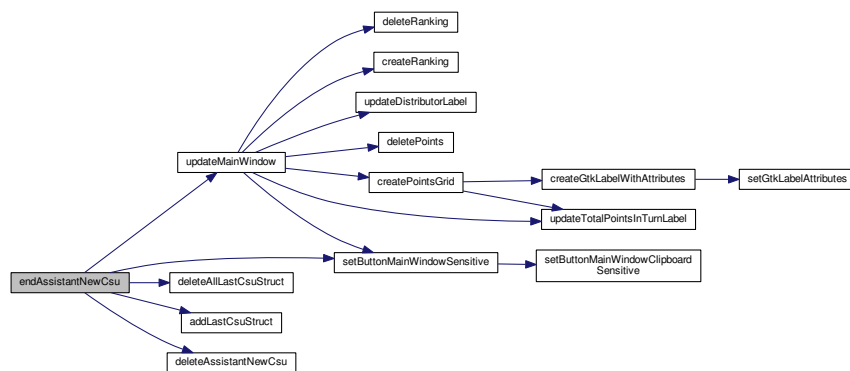 deleteRanking
createRanking
updateDistributorLabel
deletePoints
updateMainWindow
createPointsGrid
createGtkLabelWithAttributes
setGtkLabelAttributes
updateTotalPointsInTurnLabel
setButtonMainWindowSensitive
setButtonMainWindowClipboard
Sensitive
endAssistantNewCsu
deleteAllLastCsuStruct
addLastCsuStruct
deleteAssistantNewCsu